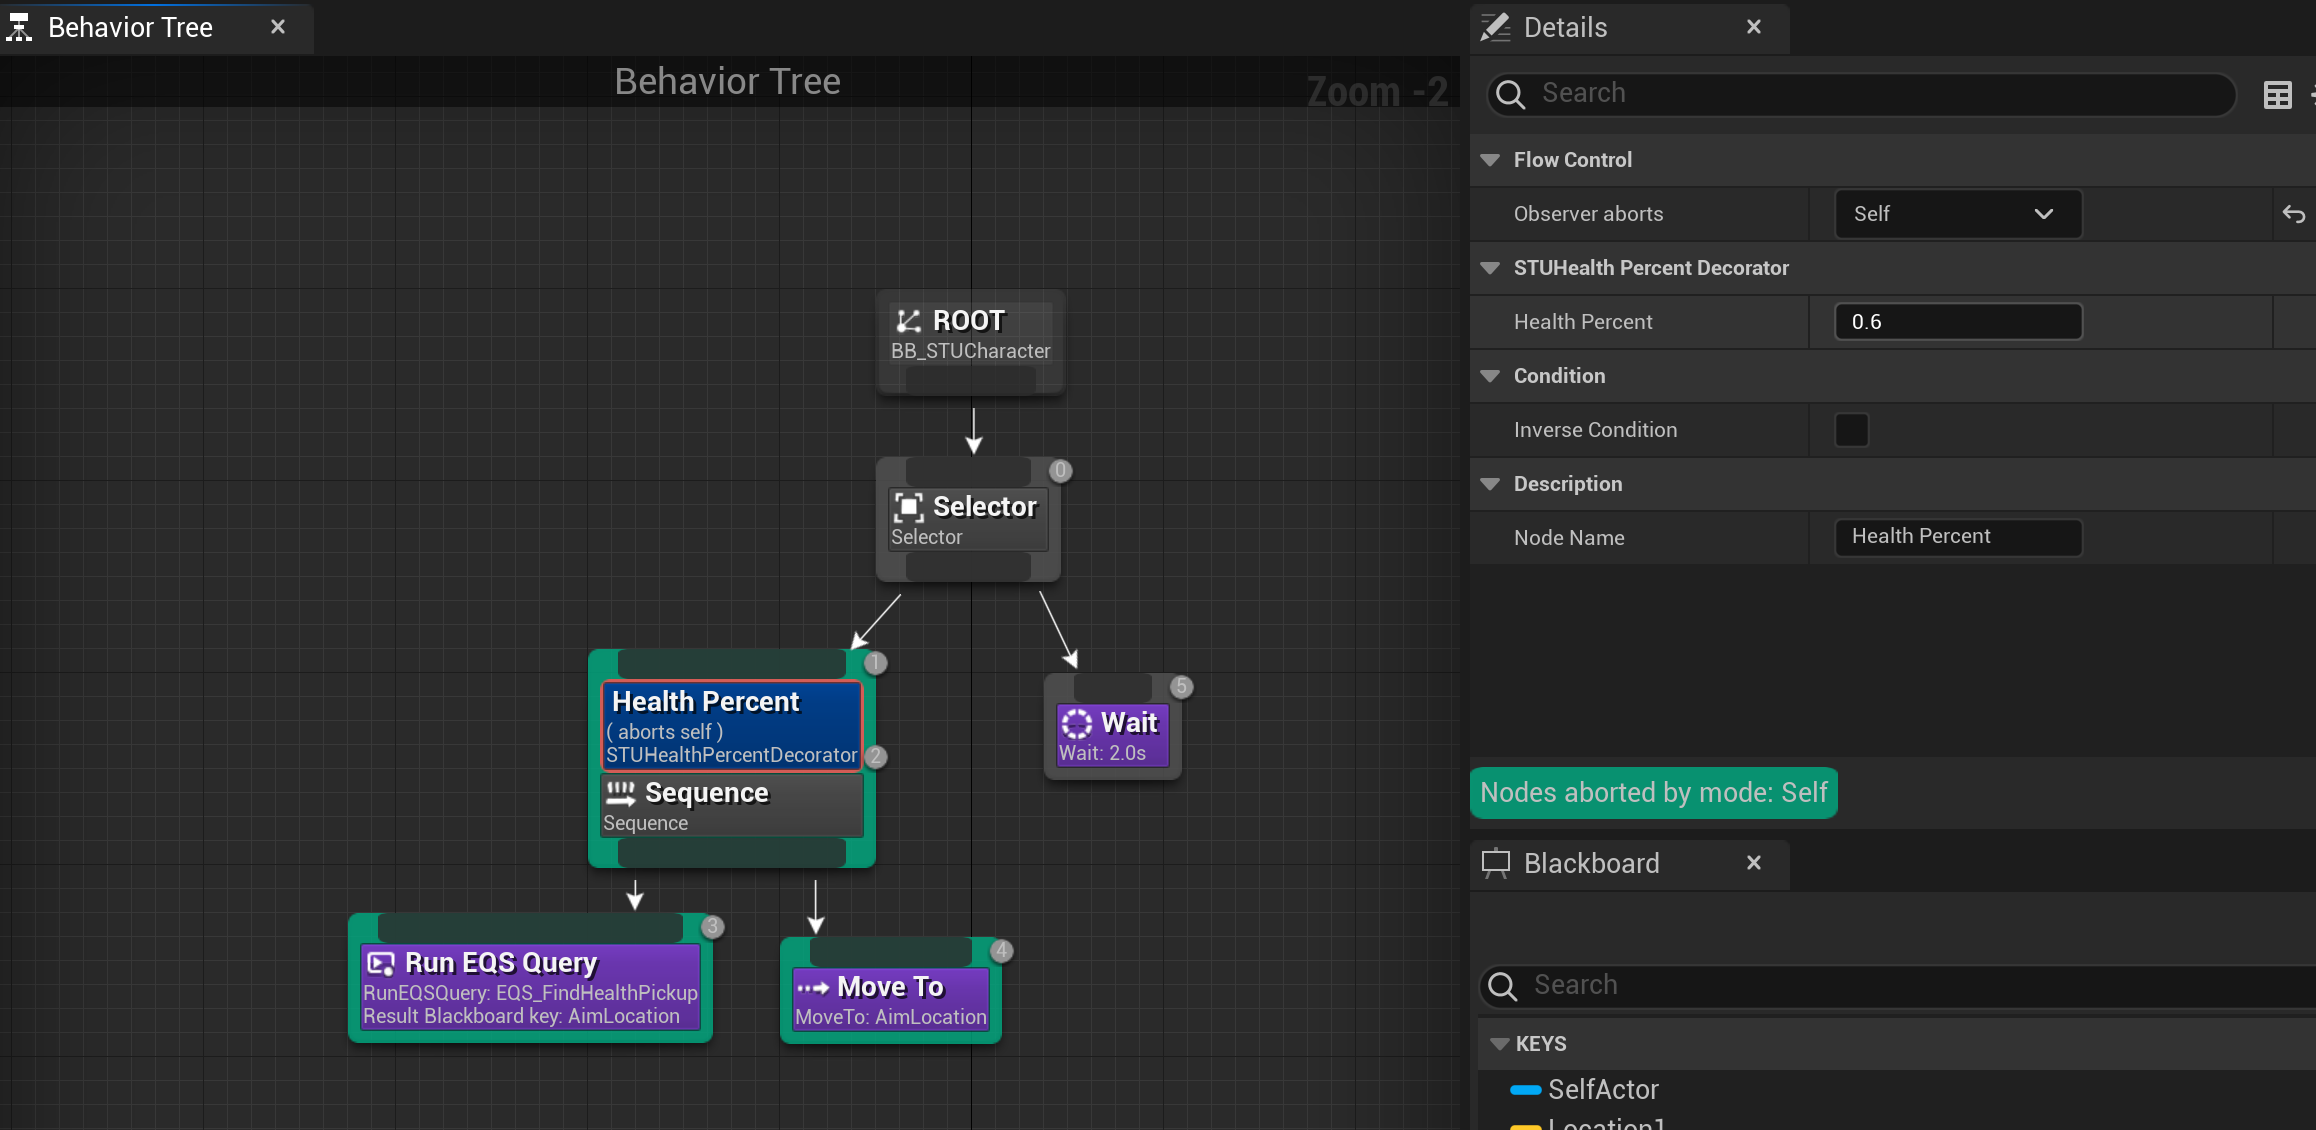 Behavior Tree
Behavior Tree
Zoom -2
ROOT
BB_STUCharacter
0
Selector
Selector
1
Health Percent
( aborts self )
STUHealthPercentDecorator
2
Sequence
Sequence
5
Wait
Wait: 2.0s
3
Run EQS Query
RunEQSQuery: EQS_FindHealthPickup
Result Blackboard key: AimLocation
4
Move To
MoveTo: AimLocation
Details
Search
Flow Control
Observer aborts
Self
STUHealth Percent Decorator
Health Percent
0.6
Condition
Inverse Condition
Description
Node Name
Health Percent
Nodes aborted by mode: Self
Blackboard
Search
KEYS
SelfActor
Location1